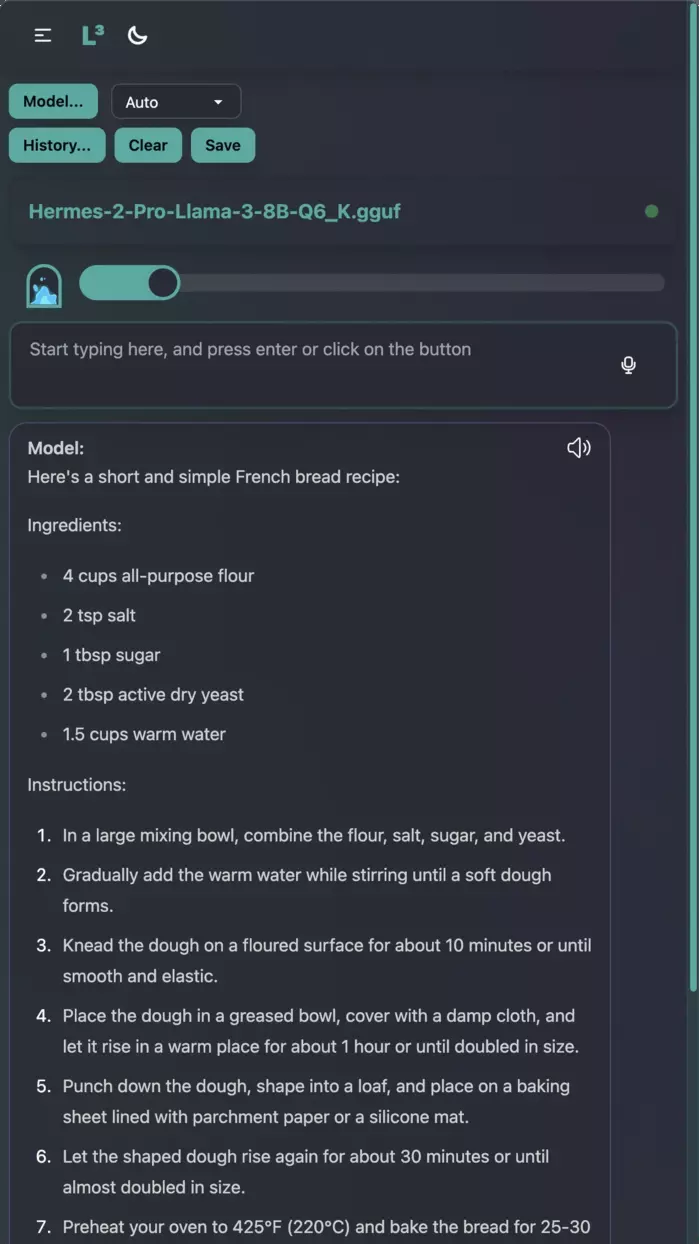 L³
Model...
Auto
History...
Clear
Save
Hermes-2-Pro-Llama-3-8B-Q6_K.gguf
Start typing here, and press enter or click on the button
Model:
Here's a short and simple French bread recipe:
Ingredients:
4 cups all-purpose flour
2 tsp salt
1 tbsp sugar
2 tbsp active dry yeast
1.5 cups warm water
Instructions:
1. In a large mixing bowl, combine the flour, salt, sugar, and yeast.
2. Gradually add the warm water while stirring until a soft dough
forms.
3. Knead the dough on a floured surface for about 10 minutes or until
smooth and elastic.
4. Place the dough in a greased bowl, cover with a damp cloth, and
let it rise in a warm place for about 1 hour or until doubled in size.
5. Punch down the dough, shape into a loaf, and place on a baking
sheet lined with parchment paper or a silicone mat.
6. Let the shaped dough rise again for about 30 minutes or until
almost doubled in size.
7. Preheat your oven to 425°F (220°C) and bake the bread for 25-30